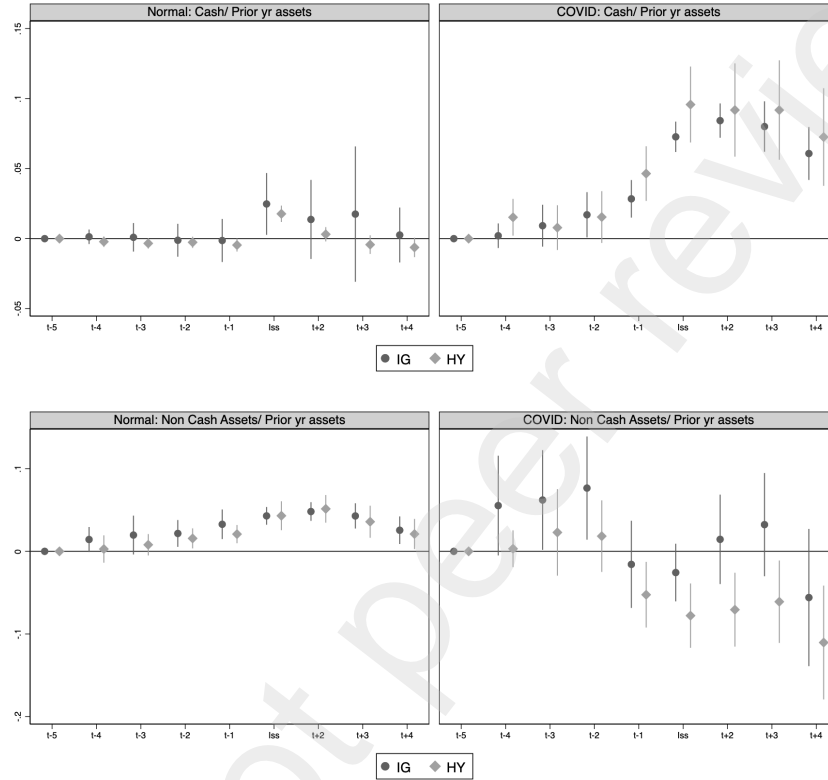 Normal: Cash/ Prior yr assets
COVID: Cash/ Prior yr assets
.15
.1
.05
0
-.05
t-5 t-4 t-3 t-2 t-1 Iss t+2 t+3 t+4
t-5 t-4 t-3 t-2 t-1 Iss t+2 t+3 t+4
IG HY
Normal: Non Cash Assets/ Prior yr assets
COVID: Non Cash Assets/ Prior yr assets
.1
0
-.1
-.2
t-5 t-4 t-3 t-2 t-1 Iss t+2 t+3 t+4
t-5 t-4 t-3 t-2 t-1 Iss t+2 t+3 t+4
IG HY
ot peer revie